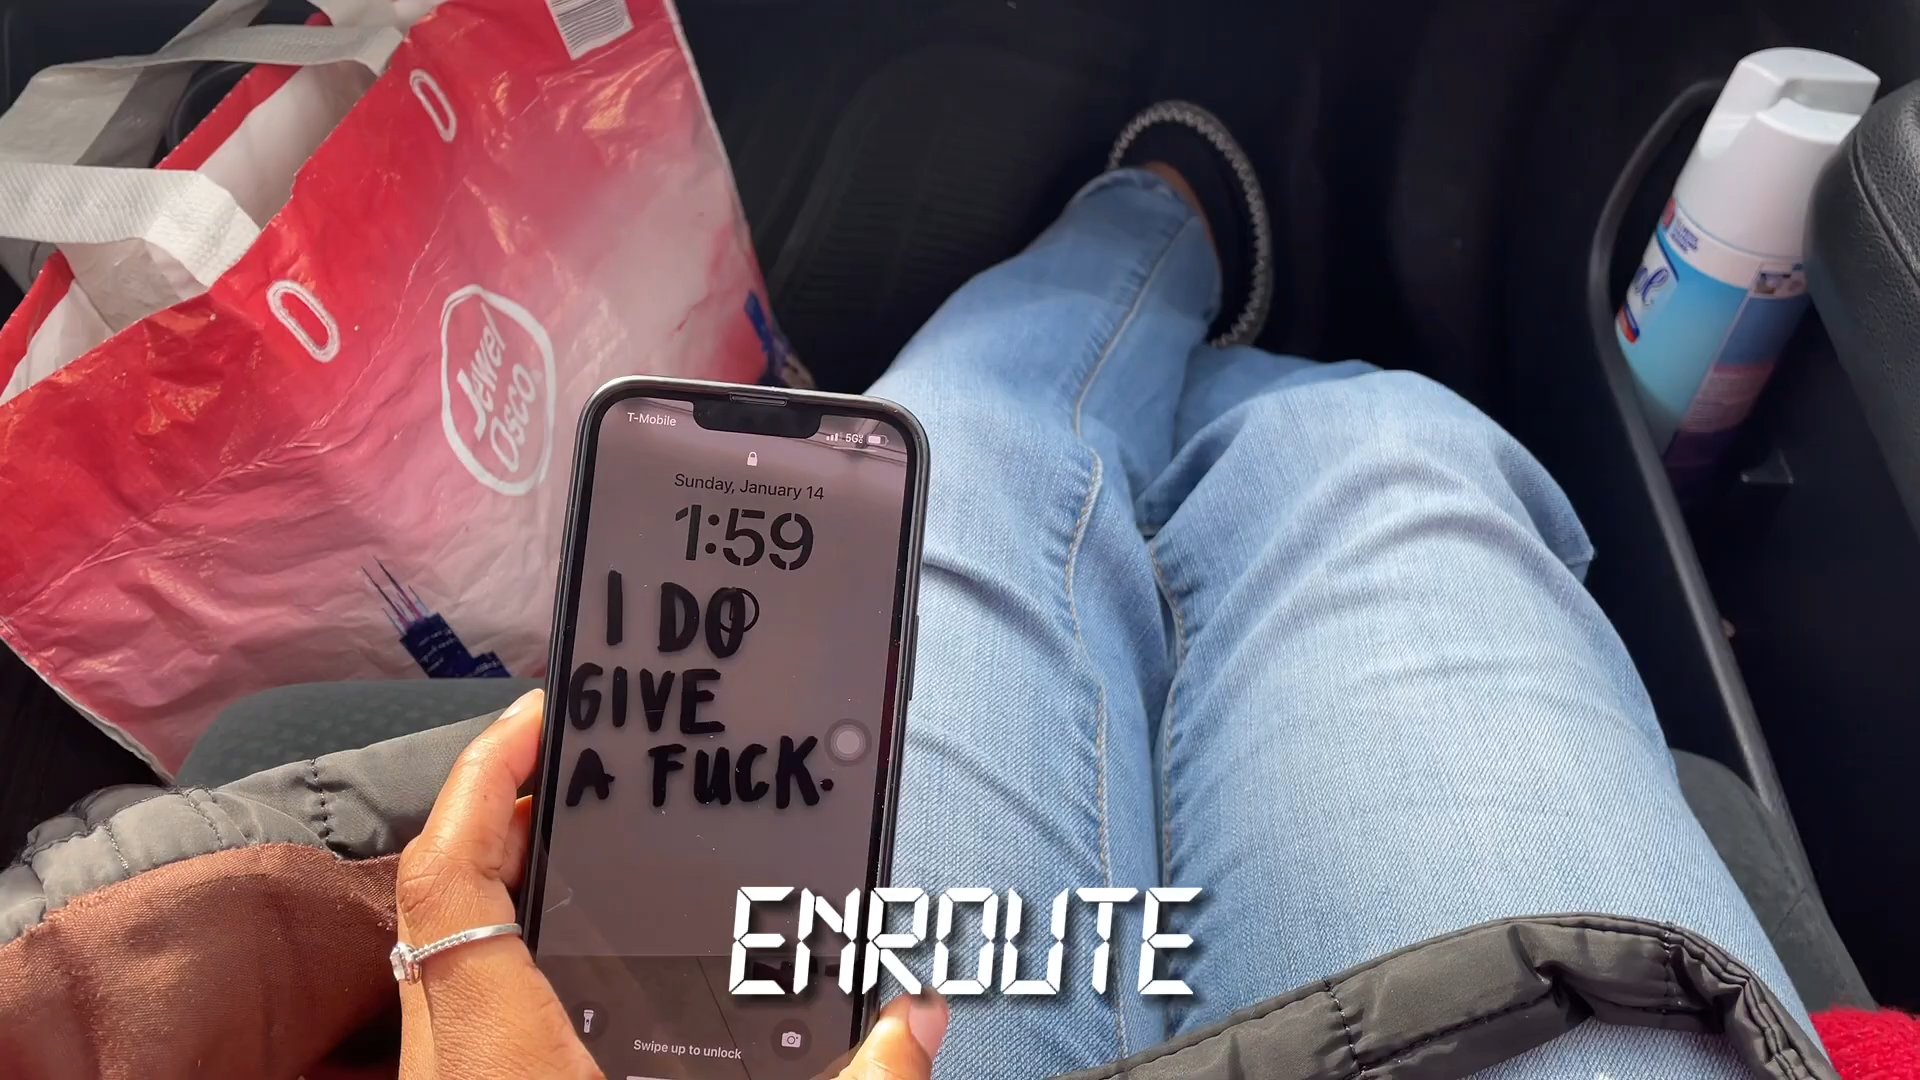 Jewel
Osco
T-Mobile
5G
Sunday, January 14
1:59
I DO
GIVE
A FUCK.
Swipe up to unlock
ENROUTE